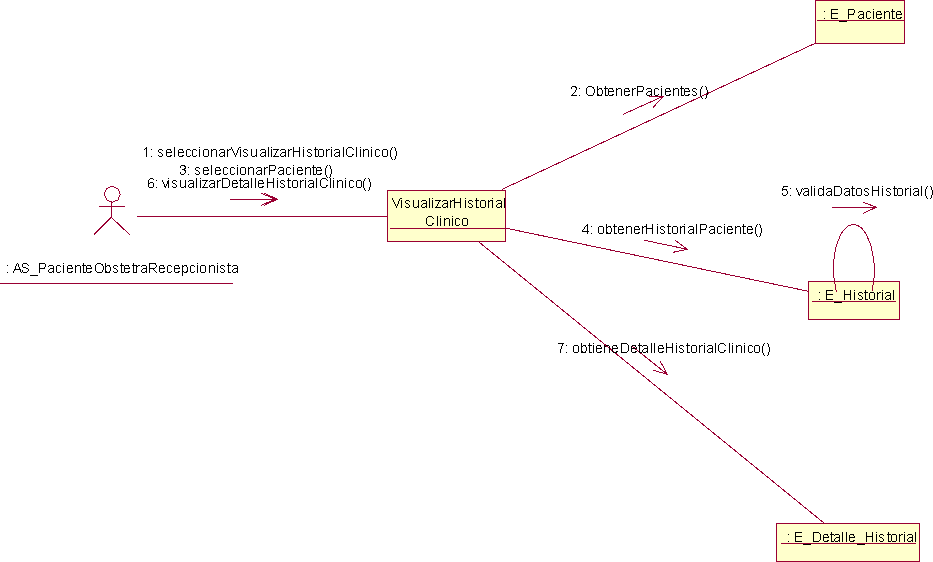 : E_Paciente
2: ObtenerPacientes()
1: seleccionarVisualizarHistorialClinico()
3: seleccionarPaciente()
6: visualizarDetalleHistorialClinico()
5: validaDatosHistorial()
VisualizarHistorial
Clinico
4: obtenerHistorialPaciente()
: AS_PacienteObstetraRecepcionista
: E_Historial
7: obtieneDetalleHistorialClinico()
: E_Detalle_Historial